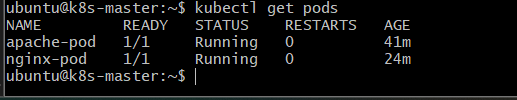 ubuntu@k8s-master:~$ kubectl get pods
NAME READY STATUS RESTARTS AGE
apache-pod 1/1 Running 0 41m
nginx-pod 1/1 Running 0 24m
ubuntu@k8s-master:~$